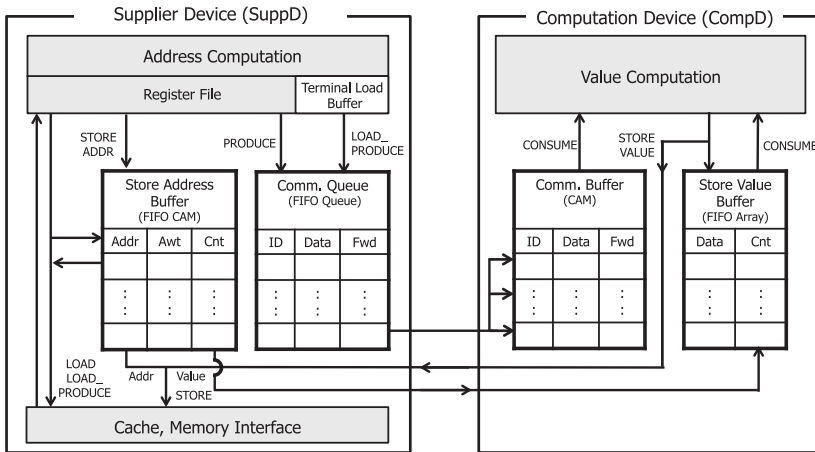 Supplier Device (SuppD)
Computation Device (CompD)
Address Computation
Register File
Terminal Load
Buffer
Value Computation
STORE
ADDR
PRODUCE
LOAD_
PRODUCE
CONSUME
STORE
VALUE
CONSUME
Store Address
Buffer
(FIFO CAM)
Addr Awt Cnt
⋮ ⋮ ⋮
Comm. Queue
(FIFO Queue)
ID Data Fwd
⋮ ⋮ ⋮
Comm. Buffer
(CAM)
ID Data Fwd
⋮ ⋮ ⋮
Store Value
Buffer
(FIFO Array)
Data Cnt
⋮ ⋮
LOAD
LOAD_
PRODUCE
Addr Value
STORE
Cache, Memory Interface